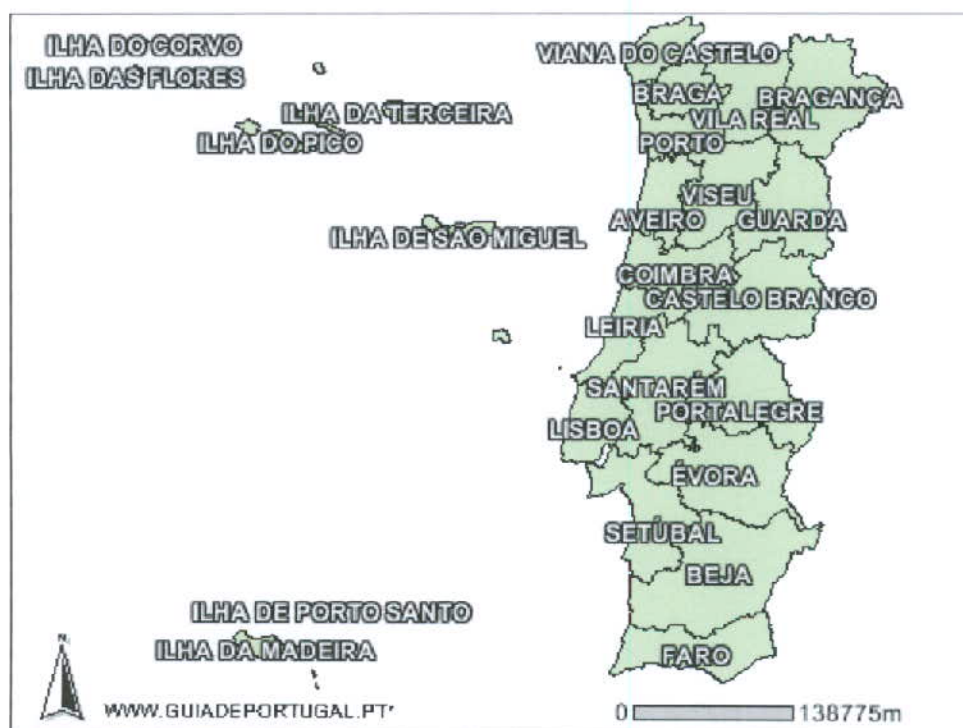 ILHA DO CORVO
ILHA DAS FLORES
ILHA DA TERCEIRA
ILHA DO PICO
ILHA DE SÃO MIGUEL
VIANA DO CASTELO
BRAGA
BRAGANÇA
VILA REAL
PORTO
VISEU
AVEIRO
GUARDA
COIMBRA
CASTELO BRANCO
LEIRIA
SANTARÉM
PORTALEGRE
LISBOA
ÉVORA
SETÚBAL
BEJA
FARO
ILHA DE PORTO SANTO
ILHA DA MADEIRA
N
WWW.GUIADEPORTUGAL.PT
0 138775m